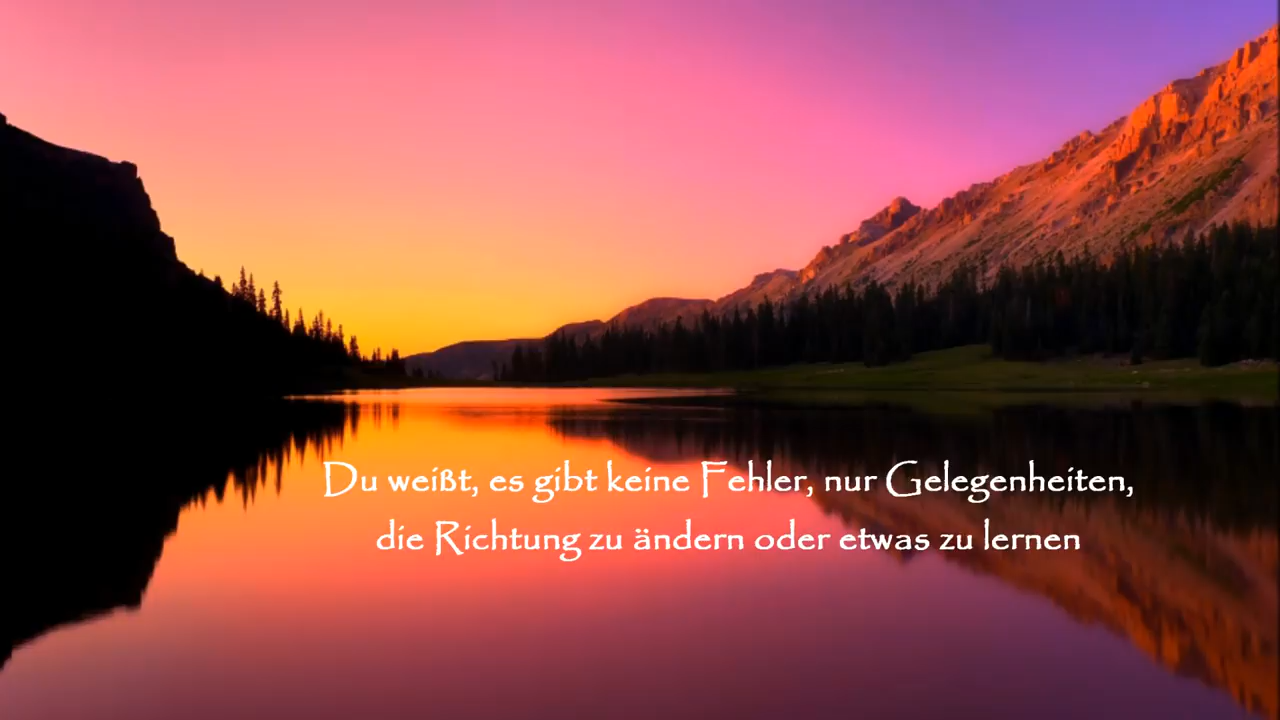 Du weißt, es gibt keine Fehler, nur Gelegenheiten,
die Richtung zu ändern oder etwas zu lernen